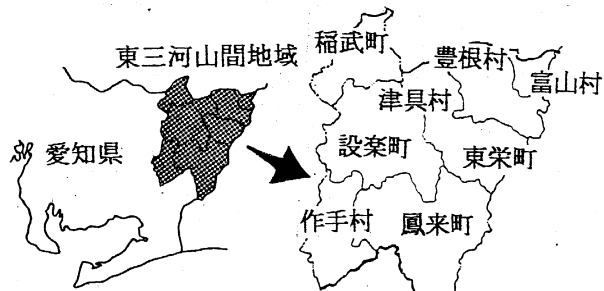 東三河山間地域
愛知県
稲武町
豊根村
富山村
津具村
設楽町
東栄町
作手村
鳳来町